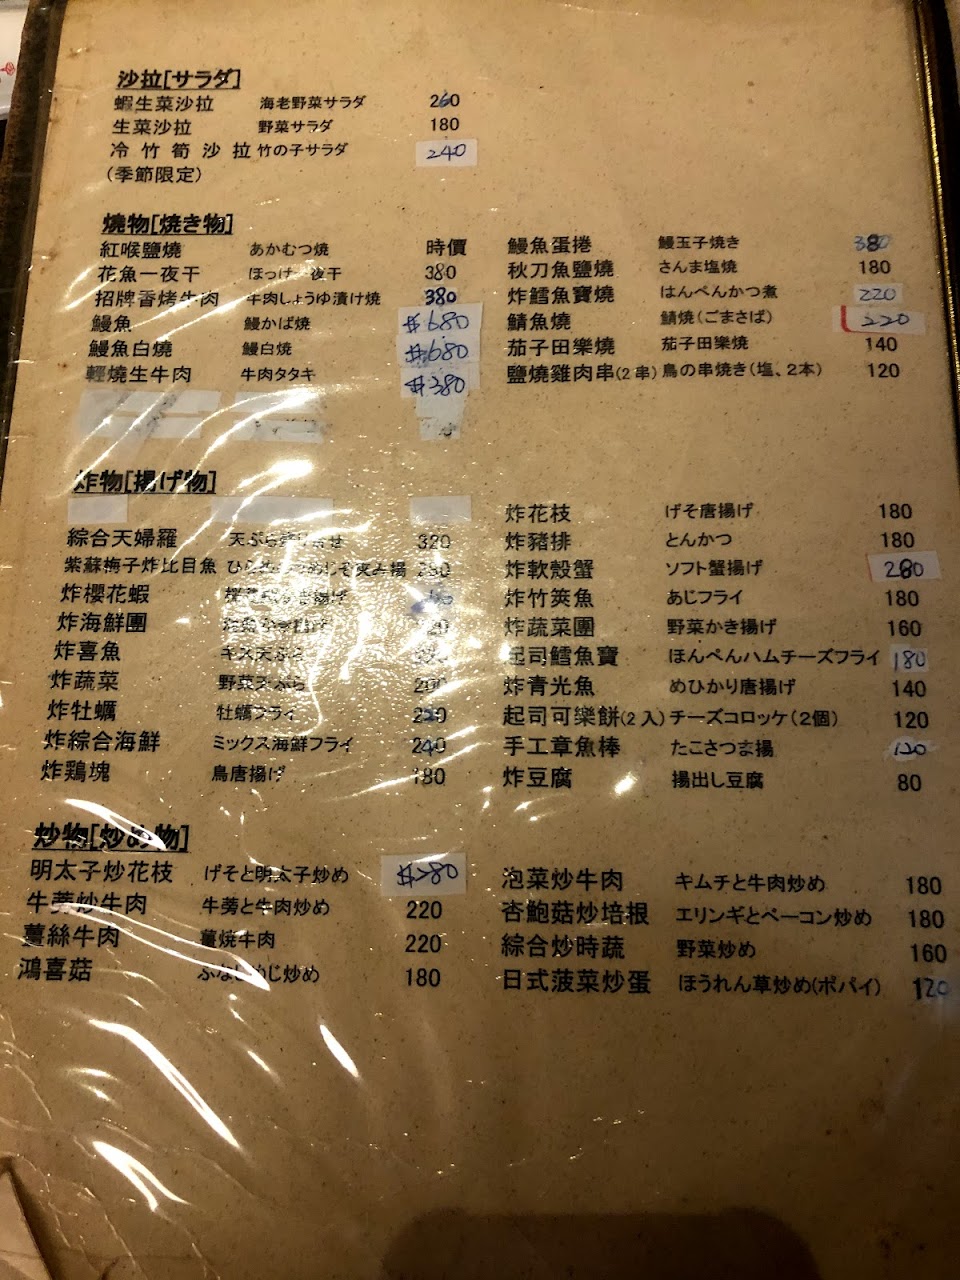 沙拉[サラダ]
蝦生菜沙拉 海老野菜サラダ 260
生菜沙拉 野菜サラダ 180
冷竹筍沙拉 竹の子サラダ 240
(季節限定)
燒物[焼き物]
紅喉鹽燒 あかむつ焼 時價
花魚一夜干 ほっけ一夜干 380
招牌香烤牛肉 牛肉しょうゆ漬け焼 380
鰻魚 鰻かば焼 $680
鰻魚白燒 鰻白焼 $680
輕燒生牛肉 牛肉タタキ $380
鰻魚蛋捲 鰻玉子焼き 380
秋刀魚鹽燒 さんま塩焼 180
炸鱈魚寶燒 はんぺんかつ煮 220
鯖魚燒 鯖焼(ごまさば) 220
茄子田樂燒 茄子田樂焼 140
鹽燒雞肉串(2串) 鳥の串焼き(塩、2本) 120
炸物[揚げ物]
綜合天婦羅 天ぷら 320
紫蘇梅子炸比目魚
炸櫻花蝦
炸海鮮團
炸喜魚 キス天ぷら
炸蔬菜 野菜天ぷら 200
炸牡蠣 牡蠣フライ 220
炸綜合海鮮 ミックス海鮮フライ 240
炸鶏塊 鳥唐揚げ 180
炸花枝 げそ唐揚げ 180
炸豬排 とんかつ 180
炸軟殼蟹 ソフト蟹揚げ 280
炸竹筴魚 あじフライ 180
炸蔬菜團 野菜かき揚げ 160
起司鱈魚寶 ほんぺんハムチーズフライ 180
炸青光魚 めひかり唐揚げ 140
起司可樂餅(2入) チーズコロッケ(2個) 120
手工章魚棒 たこさつま揚 120
炸豆腐 揚出し豆腐 80
炒物[炒め物]
明太子炒花枝 げそと明太子炒め $280
牛蒡炒牛肉 牛蒡と牛肉炒め 220
薑絲牛肉 薑焼牛肉 220
鴻喜菇 ぶなしめじ炒め 180
泡菜炒牛肉 キムチと牛肉炒め 180
杏鮑菇炒培根 エリンギとベーコン炒め 180
綜合炒時蔬 野菜炒め 160
日式菠菜炒蛋 ほうれん草炒め(ポパイ) 120